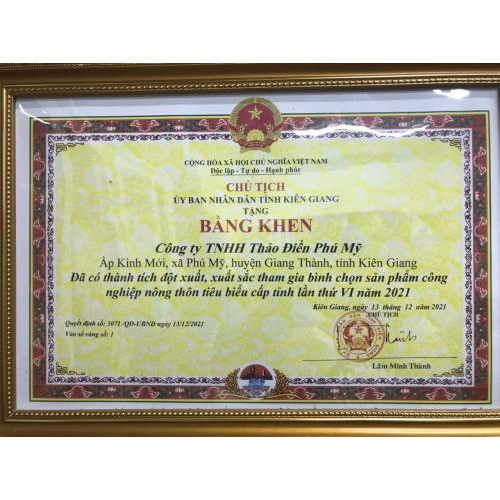 CỘNG HÒA XÃ HỘI CHỦ NGHĨA VIỆT NAM
Độc lập - Tự do - Hạnh phúc
CHỦ TỊCH
ỦY BAN NHÂN DÂN TỈNH KIÊN GIANG
TẶNG
BẰNG KHEN
Công ty TNHH Thảo Điền Phú Mỹ
Ấp Kinh Mới, xã Phú Mỹ, huyện Giang Thành, tỉnh Kiên Giang
Đã có thành tích đột xuất, xuất sắc tham gia bình chọn sản phẩm công
nghiệp nông thôn tiêu biểu cấp tỉnh lần thứ VI năm 2021
Kiên Giang, ngày 13 tháng 12 năm 2021
Quyết định số: 3071 /QĐ-UBND ngày 13/12/2021
CHỦ TỊCH
Vào sổ vàng số: 1
Lâm Minh Thành